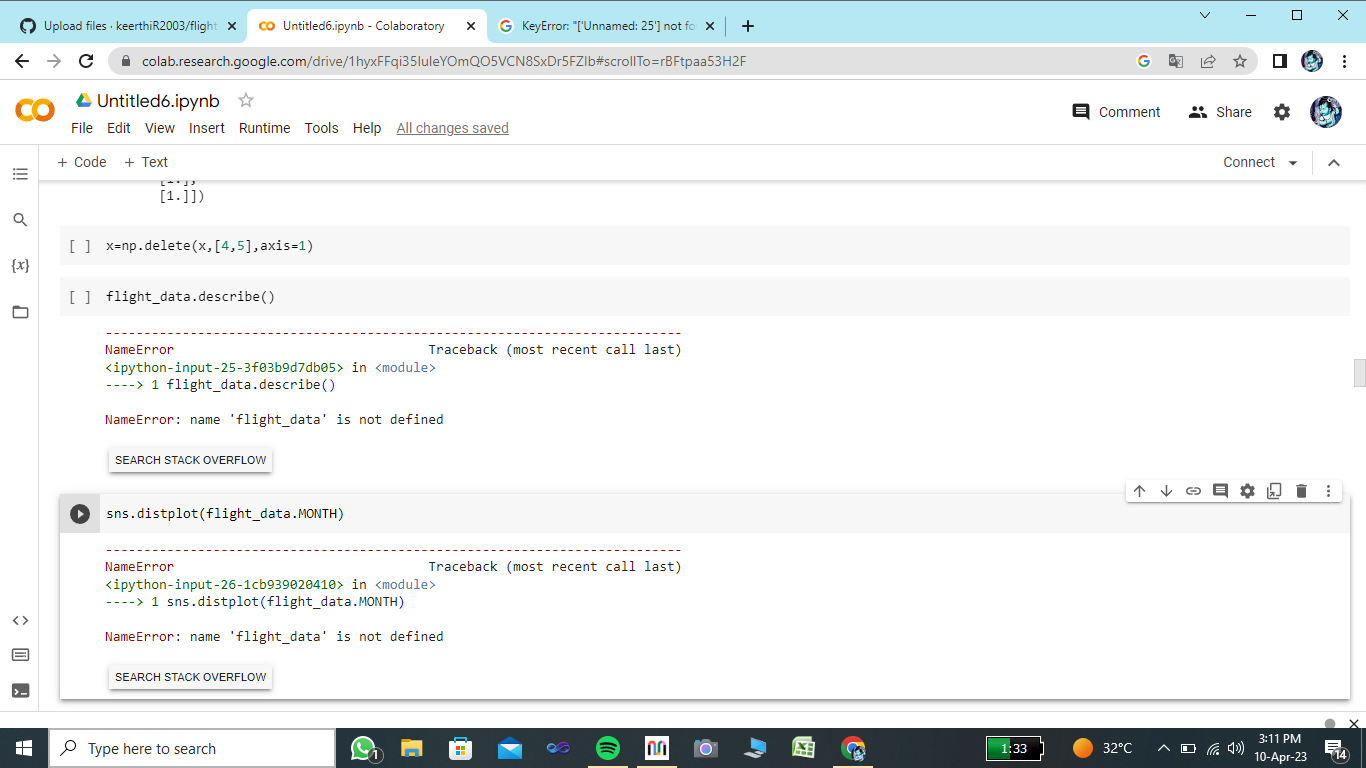 Upload files · keerthiR2003/flight
Untitled6.ipynb - Colaboratory
KeyError: "['Unnamed: 25'] not fo
colab.research.google.com/drive/1hyxFFqi35IuIeYOmQO5VCN8SxDr5FZIb#scrollTo=rBFtpaa53H2F
Untitled6.ipynb
File Edit View Insert Runtime Tools Help All changes saved
Comment Share
+ Code + Text
Connect
[1.],
[1.]])
[ ] x=np.delete(x,[4,5],axis=1)
[ ] flight_data.describe()
---------------------------------------------------------------------------
NameError Traceback (most recent call last)
<ipython-input-25-3f03b9d7db05> in <module>
----> 1 flight_data.describe()
NameError: name 'flight_data' is not defined
SEARCH STACK OVERFLOW
sns.distplot(flight_data.MONTH)
---------------------------------------------------------------------------
NameError Traceback (most recent call last)
<ipython-input-26-1cb939020410> in <module>
----> 1 sns.distplot(flight_data.MONTH)
NameError: name 'flight_data' is not defined
SEARCH STACK OVERFLOW
Type here to search
1
1:33
32°C
3:11 PM
10-Apr-23
14